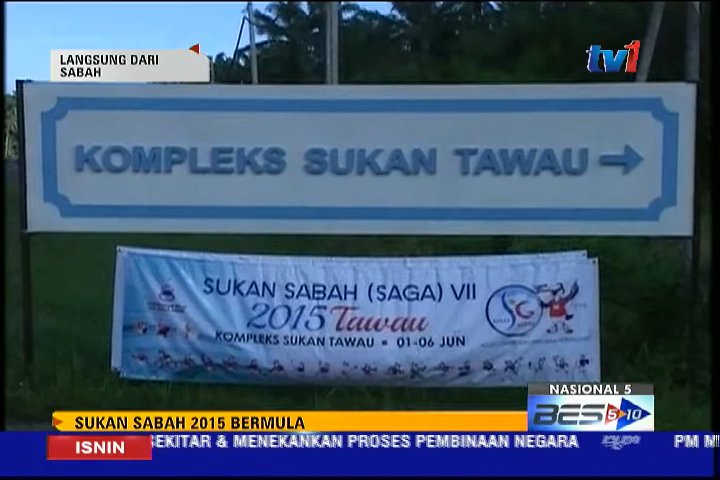 LANGSUNG DARI
SABAH
tv1
KOMPLEKS SUKAN TAWAU →
SUKAN SABAH (SAGA) VII
2015 Tawau
KOMPLEKS SUKAN TAWAU • 01-06 JUN
NASIONAL 5
BES 5-10
SUKAN SABAH 2015 BERMULA
ISNIN
SEKITAR & MENEKANKAN PROSES PEMBINAAN NEGARA
PM M